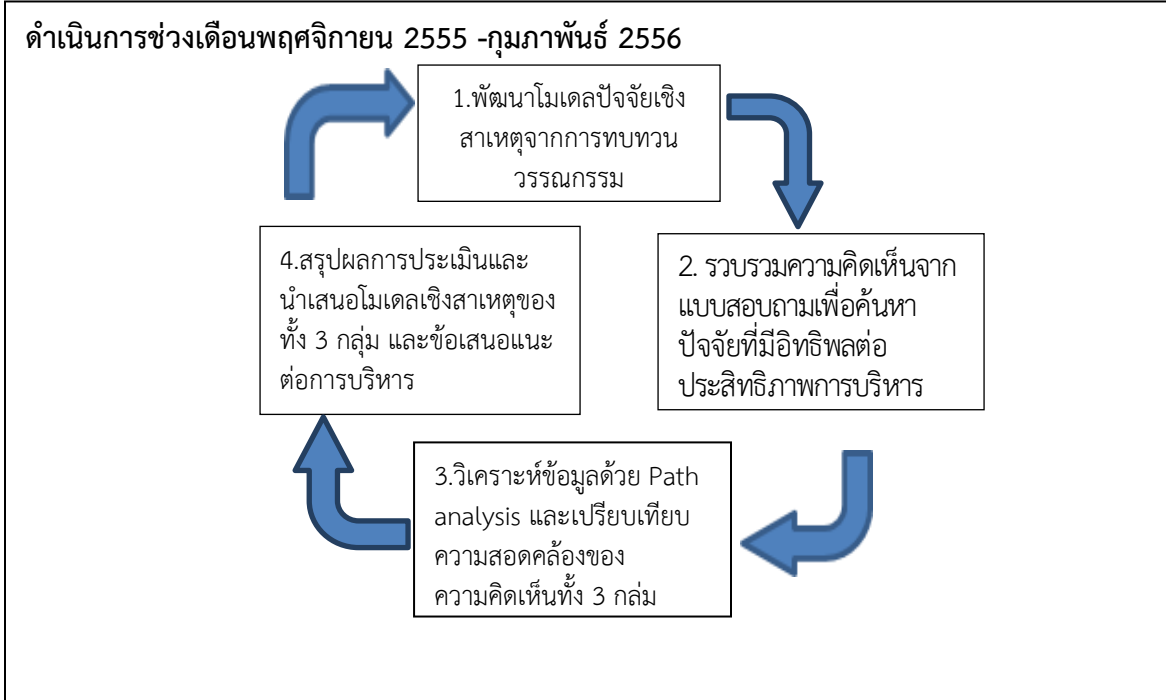 ดำเนินการช่วงเดือนพฤศจิกายน 2555 -กุมภาพันธ์ 2556
1.พัฒนาโมเดลปัจจัยเชิง
สาเหตุจากการทบทวน
วรรณกรรม
2. รวบรวมความคิดเห็นจาก
แบบสอบถามเพื่อค้นหา
ปัจจัยที่มีอิทธิพลต่อ
ประสิทธิภาพการบริหาร
3.วิเคราะห์ข้อมูลด้วย Path
analysis และเปรียบเทียบ
ความสอดคล้องของ
ความคิดเห็นทั้ง 3 กล่ม
4.สรุปผลการประเมินและ
นำเสนอโมเดลเชิงสาเหตุของ
ทั้ง 3 กลุ่ม และข้อเสนอแนะ
ต่อการบริหาร